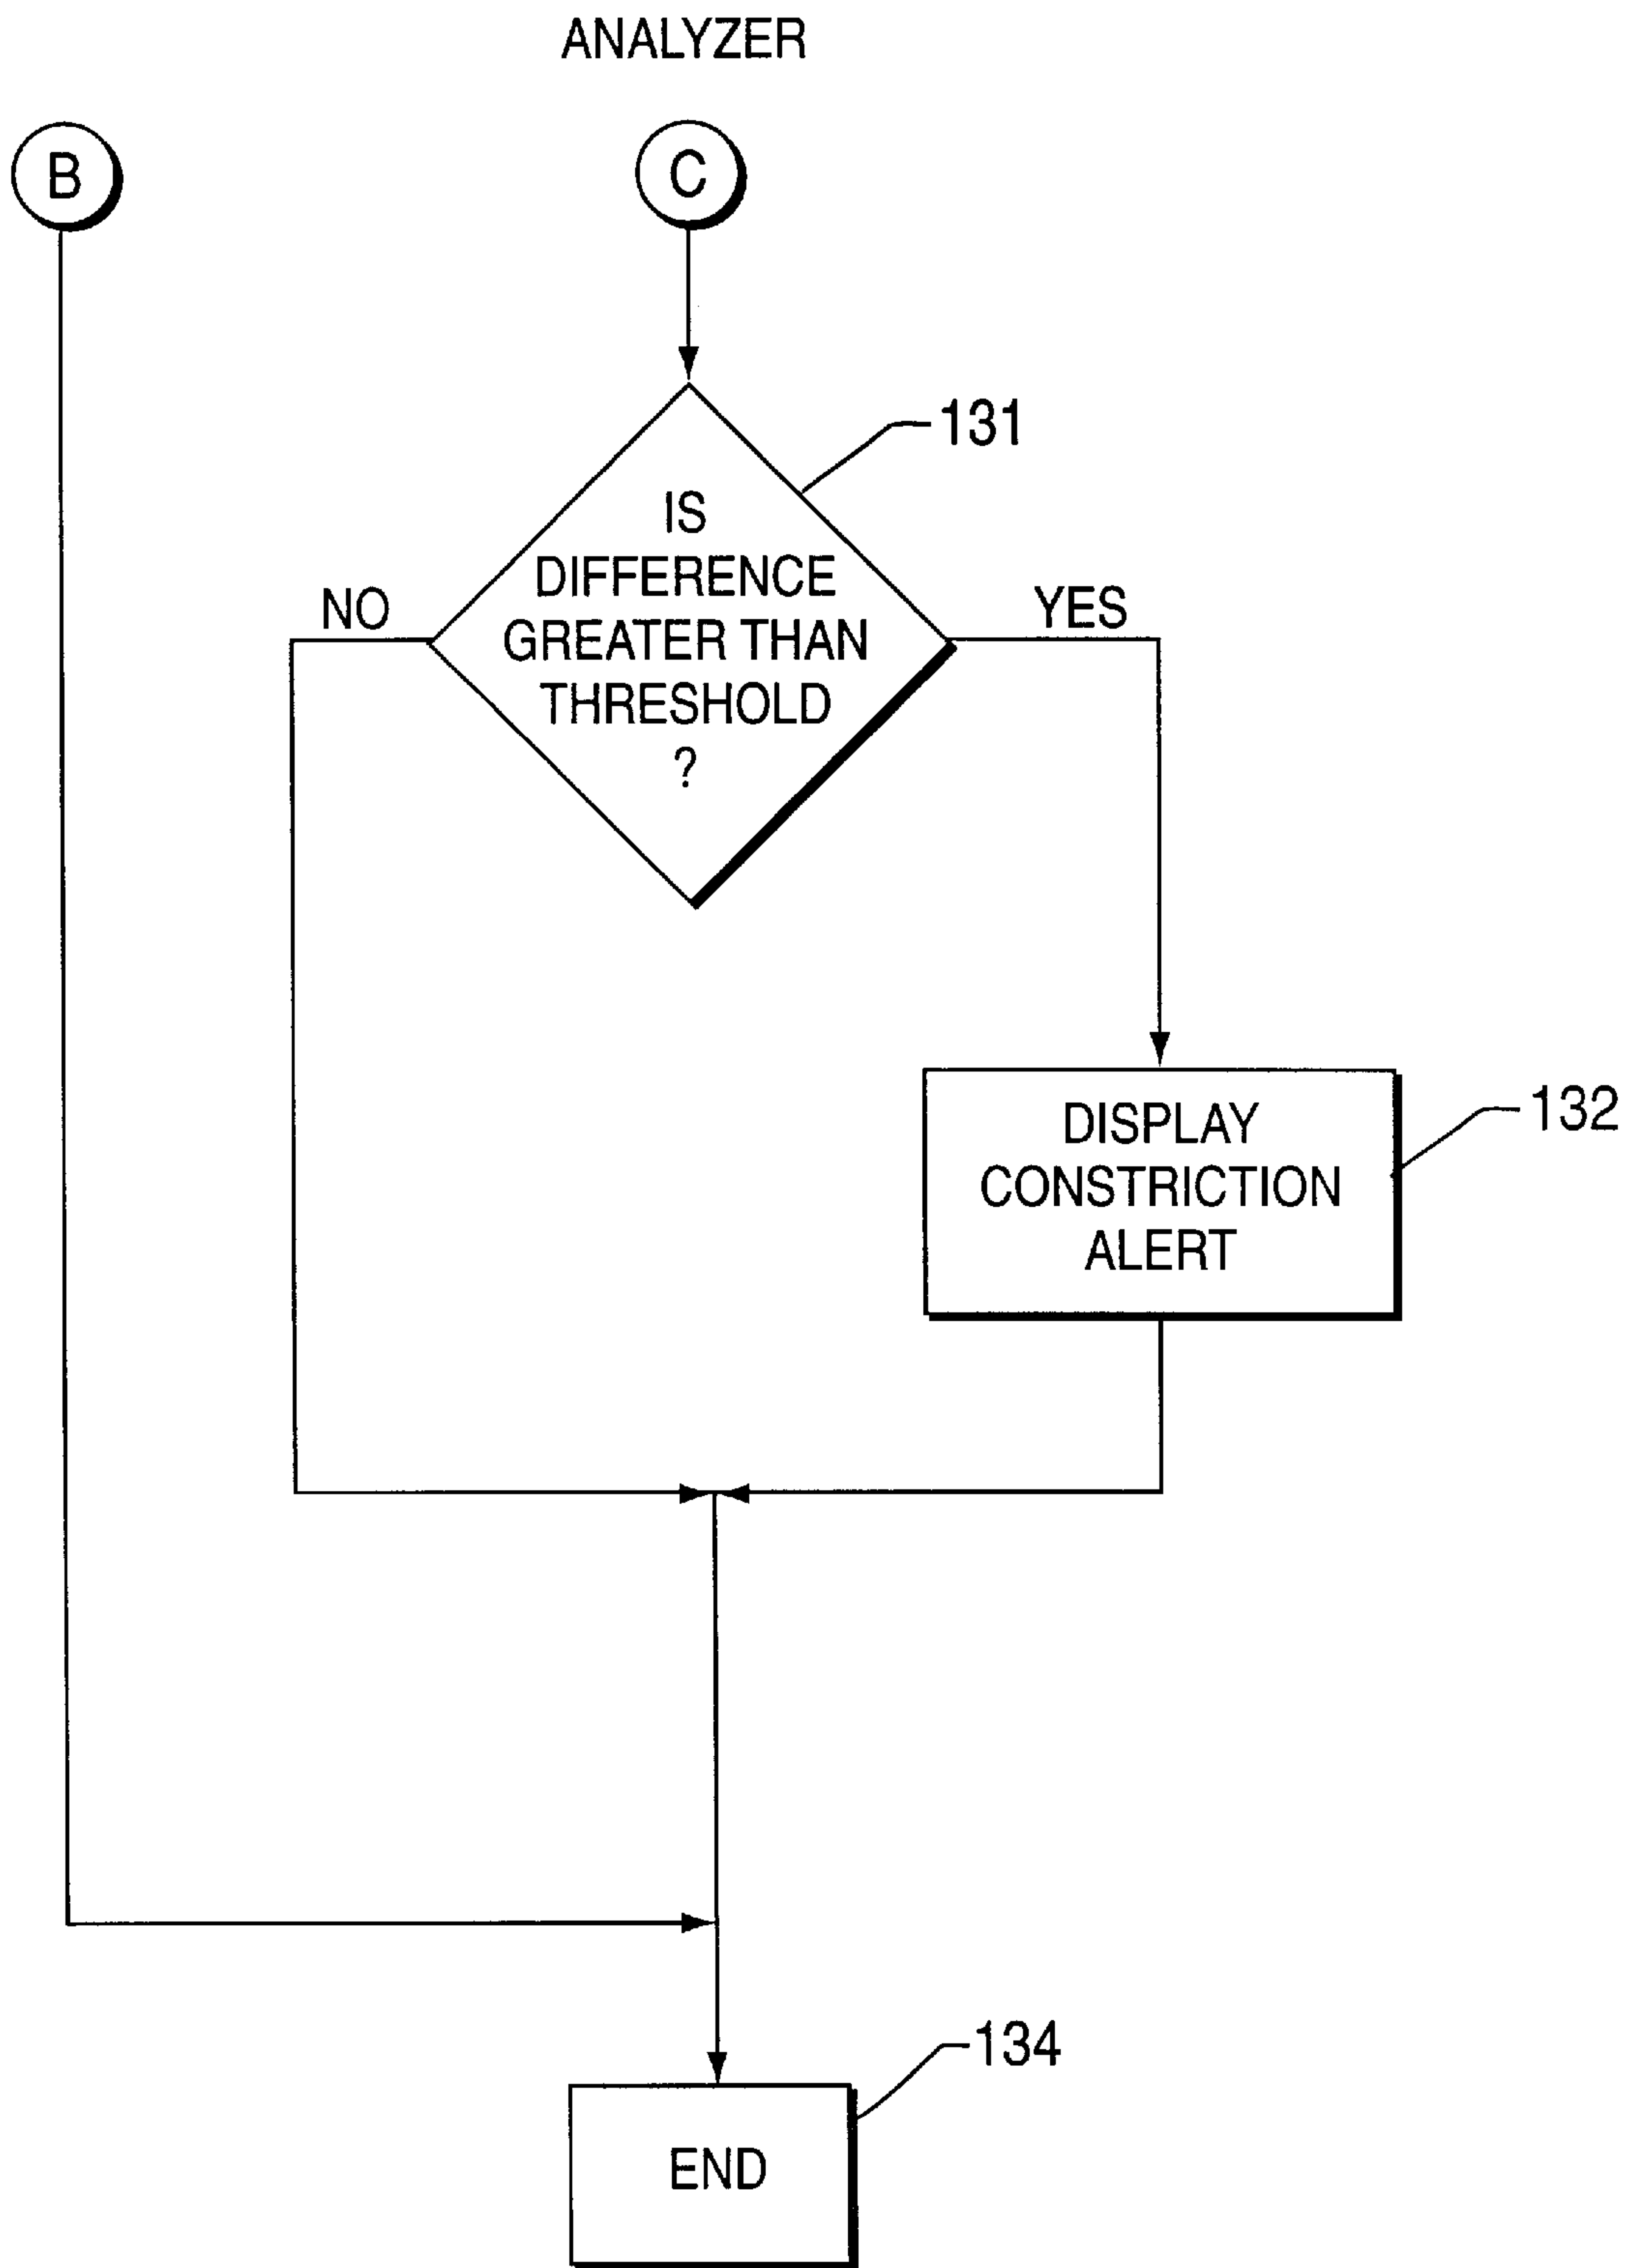 ANALYZER
B
C
131
IS
DIFFERENCE
GREATER THAN
THRESHOLD
?
NO
YES
DISPLAY
CONSTRICTION
ALERT
132
134
END